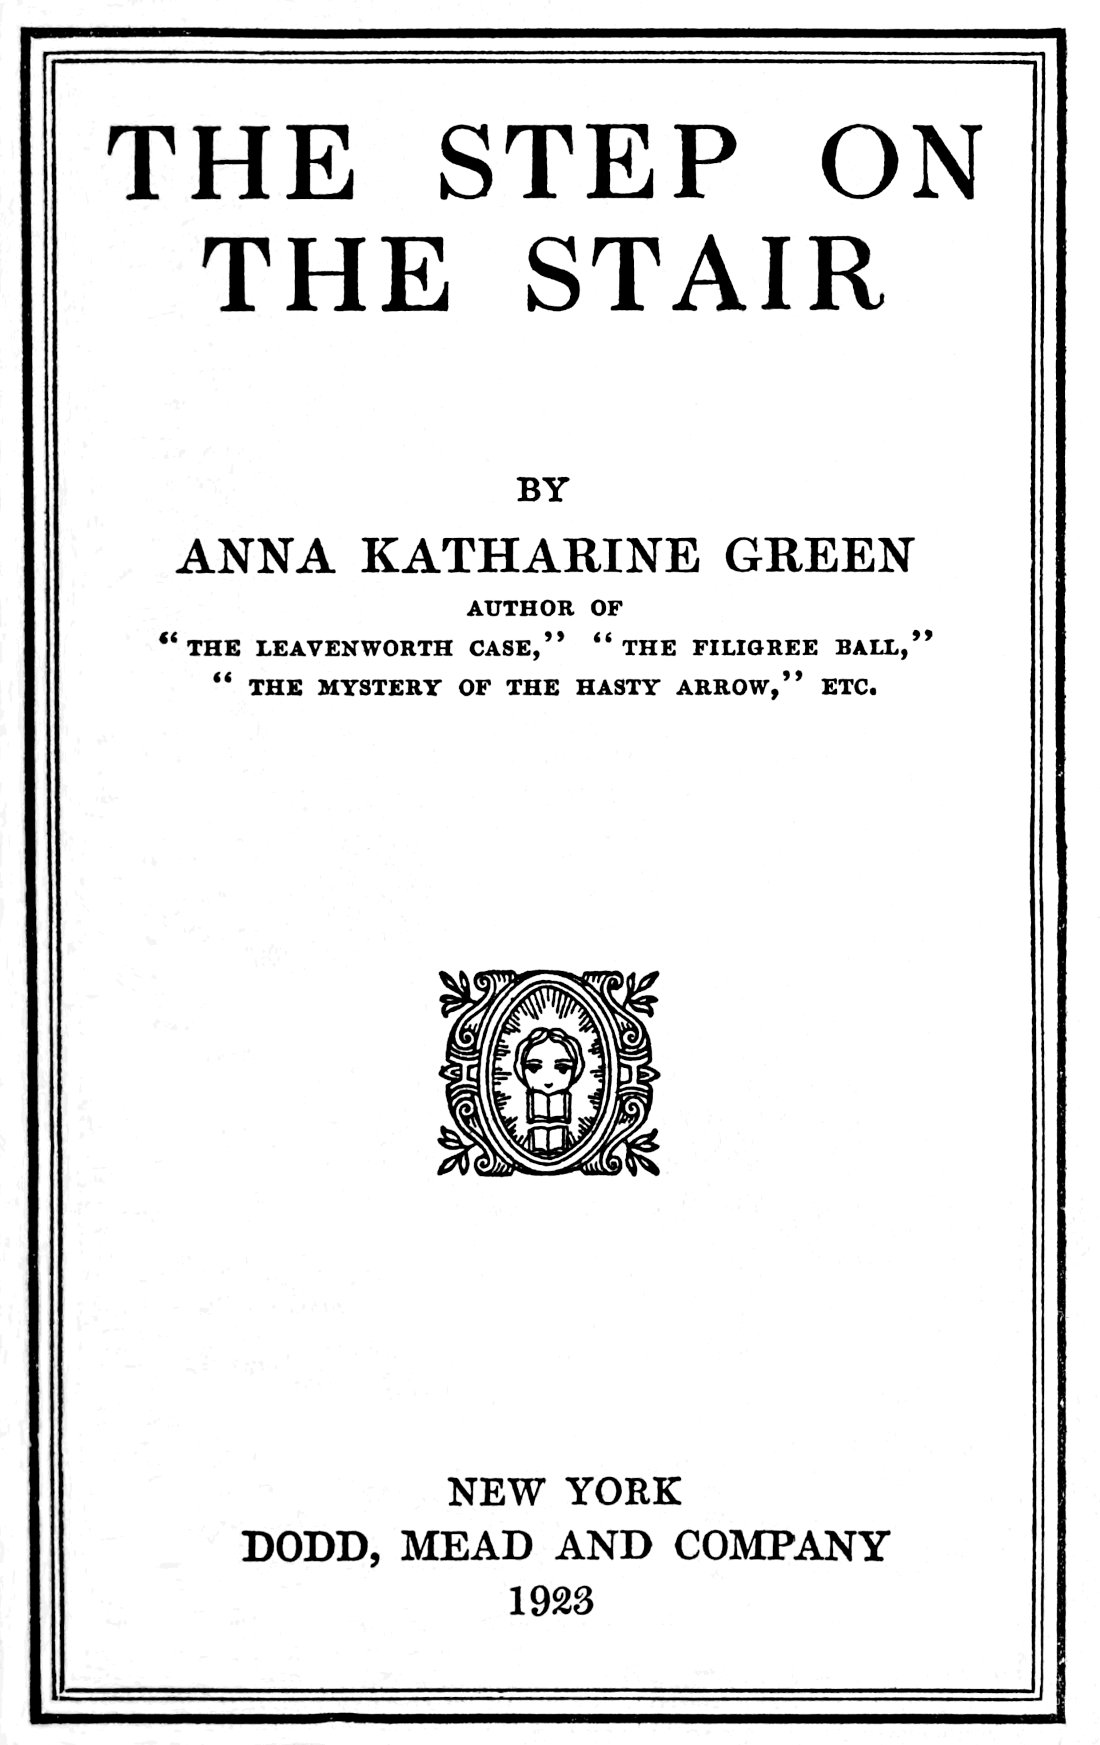 THE STEP ON
THE STAIR
BY
ANNA KATHARINE GREEN
AUTHOR OF
“THE LEAVENWORTH CASE,” “THE FILIGREE BALL,”
“THE MYSTERY OF THE HASTY ARROW,” ETC.
NEW YORK
DODD, MEAD AND COMPANY
1923